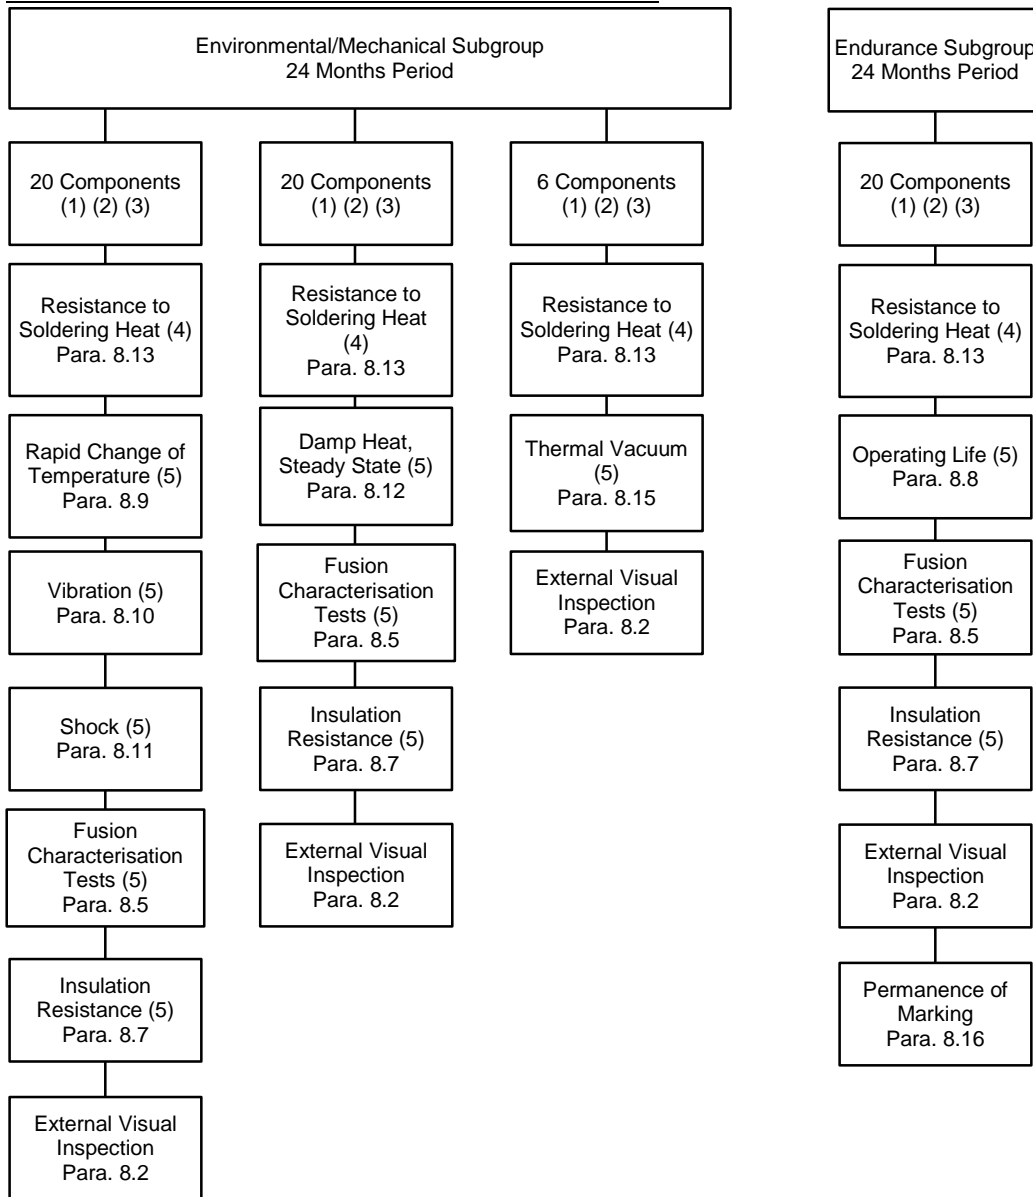 Environmental/Mechanical Subgroup
24 Months Period
20 Components
(1) (2) (3)
Resistance to
Soldering Heat (4)
Para. 8.13
Rapid Change of
Temperature (5)
Para. 8.9
Vibration (5)
Para. 8.10
Shock (5)
Para. 8.11
Fusion
Characterisation
Tests (5)
Para. 8.5
Insulation
Resistance (5)
Para. 8.7
External Visual
Inspection
Para. 8.2
20 Components
(1) (2) (3)
Resistance to
Soldering Heat
(4)
Para. 8.13
Damp Heat,
Steady State (5)
Para. 8.12
Fusion
Characterisation
Tests (5)
Para. 8.5
Insulation
Resistance (5)
Para. 8.7
External Visual
Inspection
Para. 8.2
6 Components
(1) (2) (3)
Resistance to
Soldering Heat (4)
Para. 8.13
Thermal Vacuum
(5)
Para. 8.15
External Visual
Inspection
Para. 8.2
Endurance Subgroup
24 Months Period
20 Components
(1) (2) (3)
Resistance to
Soldering Heat (4)
Para. 8.13
Operating Life (5)
Para. 8.8
Fusion
Characterisation
Tests (5)
Para. 8.5
Insulation
Resistance (5)
Para. 8.7
External Visual
Inspection
Para. 8.2
Permanence of
Marking
Para. 8.16